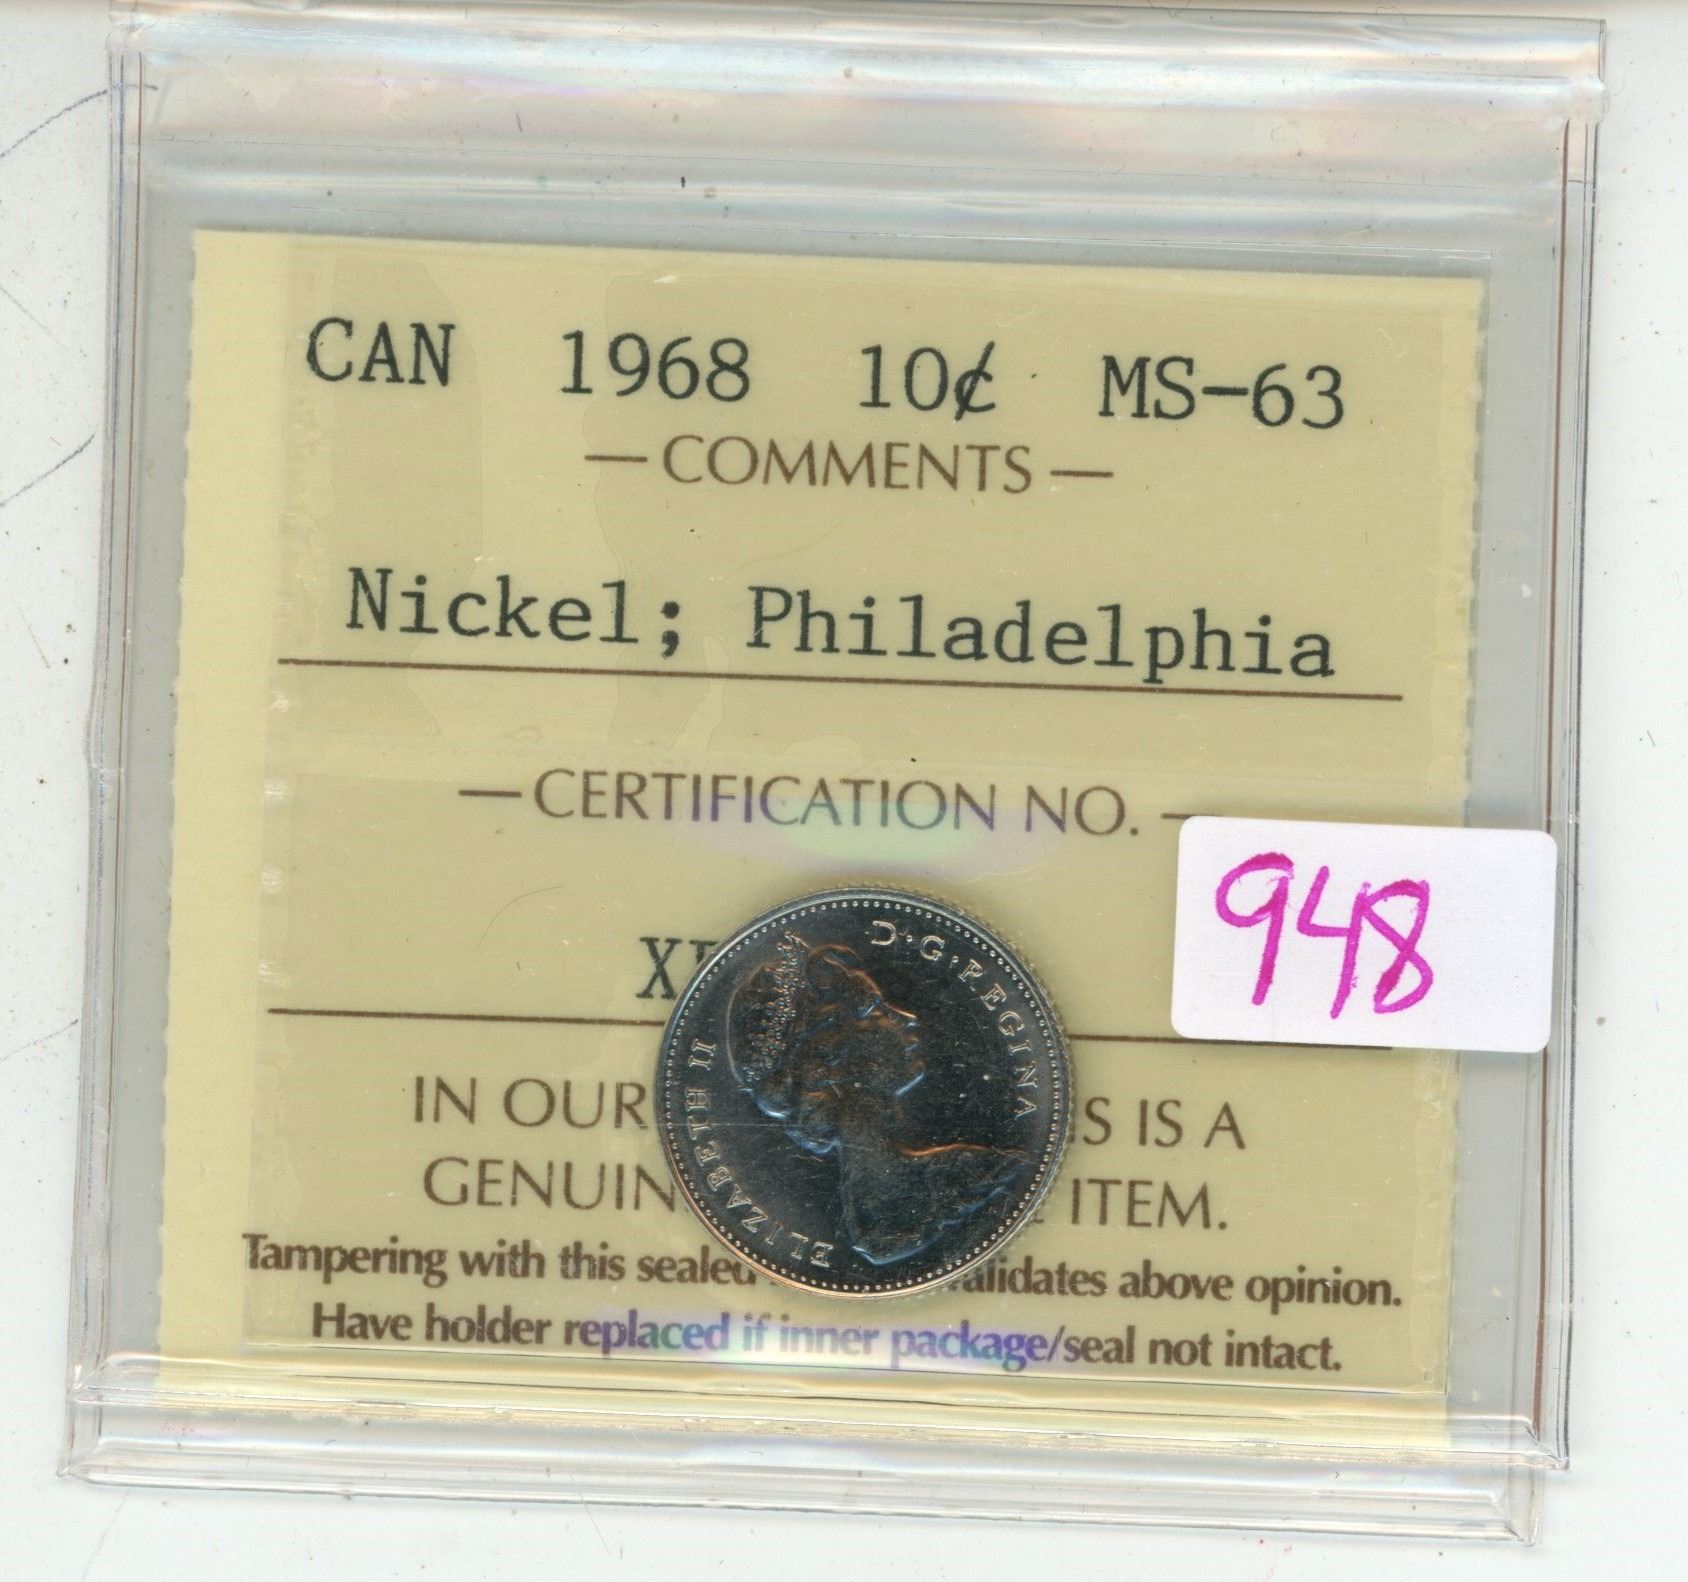 CAN 1968 10¢ MS-63
— COMMENTS —
Nickel; Philadelphia
— CERTIFICATION NO. —
948
D·G·REGINA
ELIZABETH II
IN OUR S IS A
GENUIN ITEM.
Tampering with this sealed alidates above opinion.
Have holder replaced if inner package/seal not intact.